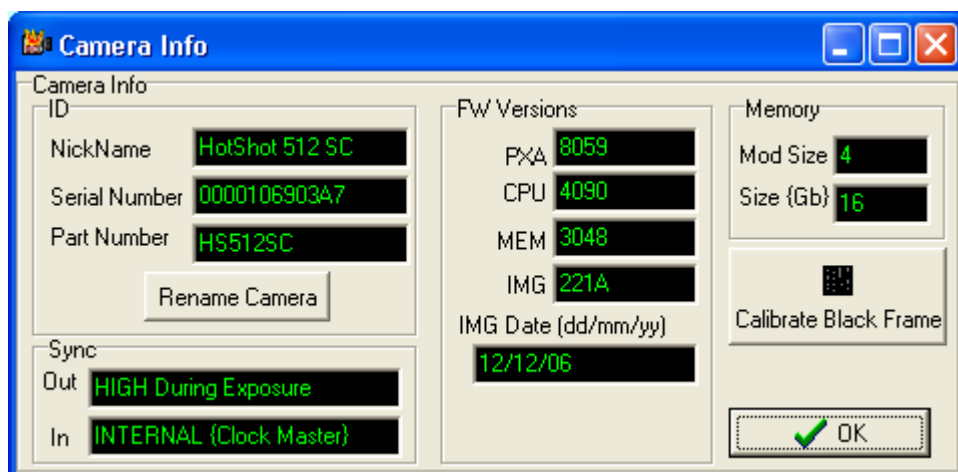 Camera Info
Camera Info
ID
NickName HotShot 512 SC
Serial Number 0000106903A7
Part Number HS512SC
Rename Camera
Sync
Out HIGH During Exposure
In INTERNAL {Clock Master}
FW Versions
PXA 8059
CPU 4090
MEM 3048
IMG 221A
IMG Date (dd/mm/yy)
12/12/06
Memory
Mod Size 4
Size {Gb} 16
Calibrate Black Frame
OK